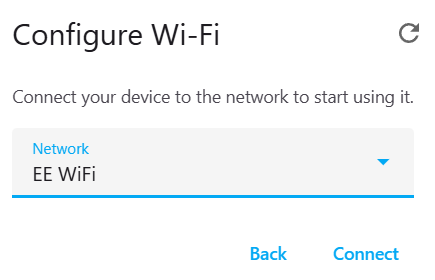 Configure Wi-Fi
Connect your device to the network to start using it.
Network
EE WiFi
Back Connect